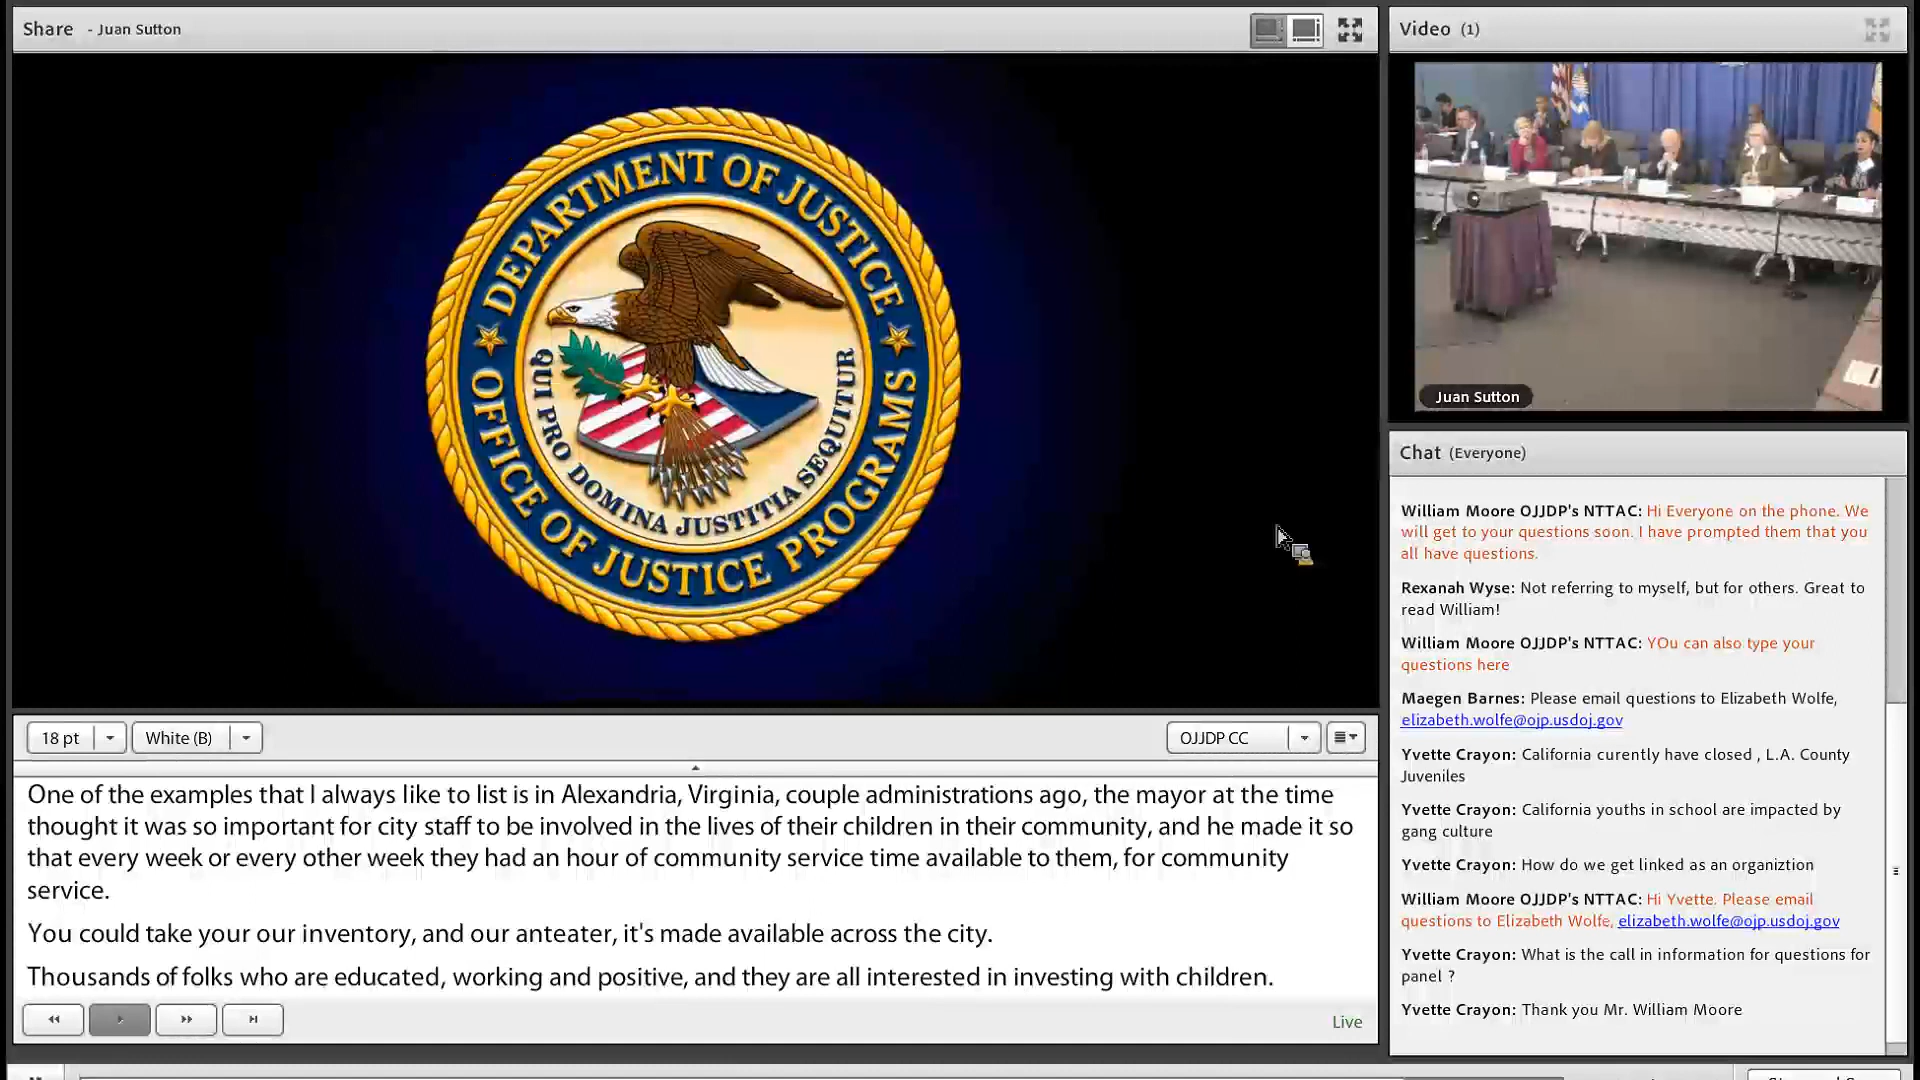 Share - Juan Sutton
DEPARTMENT OF JUSTICE
OFFICE OF JUSTICE PROGRAMS
QUI PRO DOMINA JUSTITIA SEQUITUR
Video (1)
Juan Sutton
Chat (Everyone)
William Moore OJJDP's NTTAC: Hi Everyone on the phone. We
will get to your questions soon. I have prompted them that you
all have questions.
Rexanah Wyse: Not referring to myself, but for others. Great to
read William!
William Moore OJJDP's NTTAC: YOu can also type your
questions here
Maegen Barnes: Please email questions to Elizabeth Wolfe,
elizabeth.wolfe@ojp.usdoj.gov
Yvette Crayon: California curently have closed , L.A. County
Juveniles
Yvette Crayon: California youths in school are impacted by
gang culture
Yvette Crayon: How do we get linked as an organiztion
William Moore OJJDP's NTTAC: Hi Yvette. Please email
questions to Elizabeth Wolfe, elizabeth.wolfe@ojp.usdoj.gov
Yvette Crayon: What is the call in information for questions for
panel ?
Yvette Crayon: Thank you Mr. William Moore
18 pt White (B) OJJDP CC
One of the examples that I always like to list is in Alexandria, Virginia, couple administrations ago, the mayor at the time
thought it was so important for city staff to be involved in the lives of their children in their community, and he made it so
that every week or every other week they had an hour of community service time available to them, for community
service.
You could take your our inventory, and our anteater, it's made available across the city.
Thousands of folks who are educated, working and positive, and they are all interested in investing with children.
Live